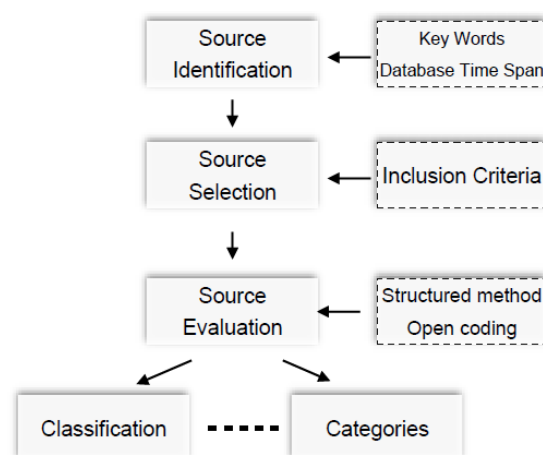 Source
Identification
Key Words
Database Time Span
Source
Selection
Inclusion Criteria
Source
Evaluation
Structured method
Open coding
Classification
Categories